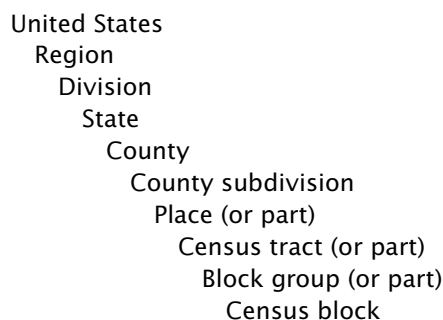 United States
Region
Division
State
County
County subdivision
Place (or part)
Census tract (or part)
Block group (or part)
Census block